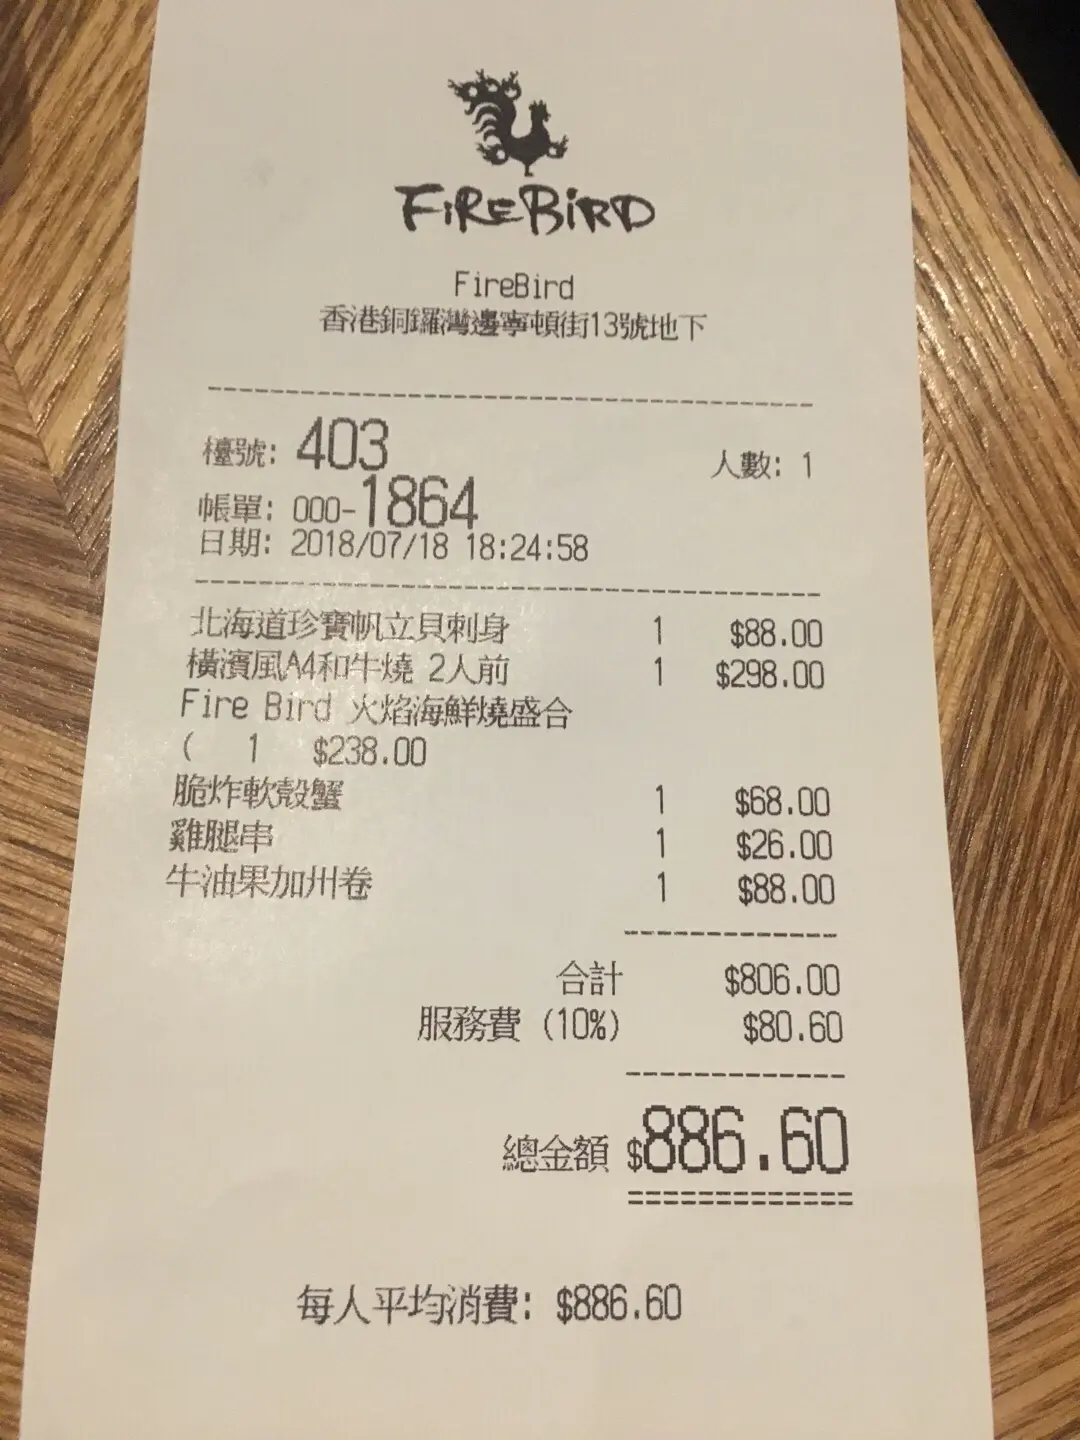 FIREBIRD
FireBird
香港銅鑼灣邊寧頓街13號地下
檯號: 403 人數: 1
帳單: 000-1864
日期: 2018/07/18 18:24:58
北海道珍寶帆立貝刺身 1 $88.00
橫濱風A4和牛燒 2人前 1 $298.00
Fire Bird 火焰海鮮燒盛合
( 1 $238.00
脆炸軟殼蟹 1 $68.00
雞腿串 1 $26.00
牛油果加州卷 1 $88.00
合計 $806.00
服務費 (10%) $80.60
總金額 $886.60
每人平均消費: $886.60